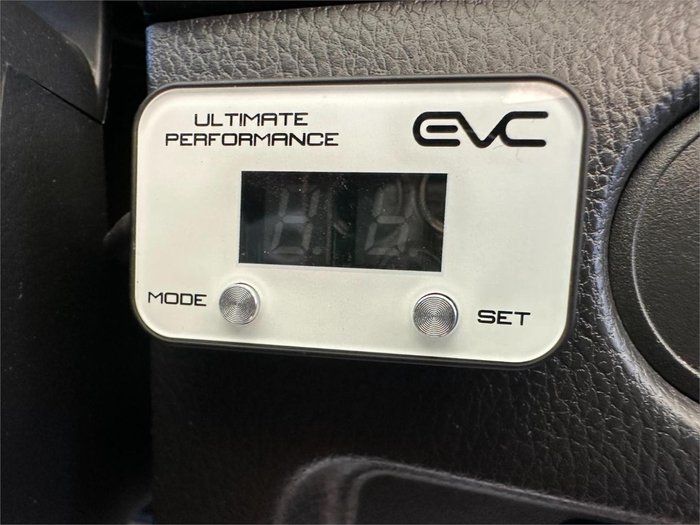 ULTIMATE
PERFORMANCE
EVC
MODE
SET